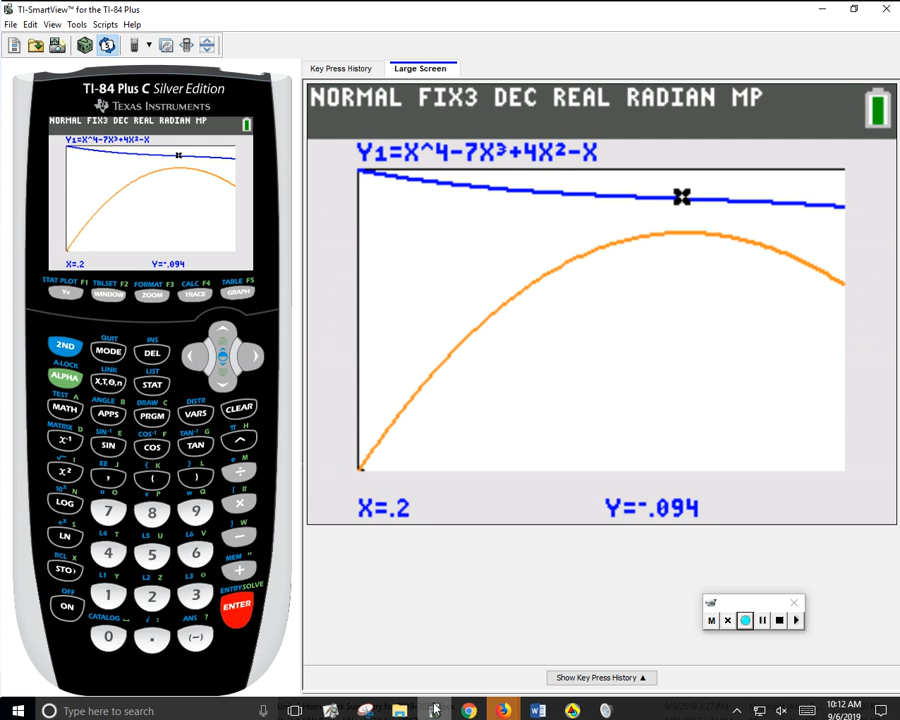 TI-SmartView™ for the TI-84 Plus
File Edit View Tools Scripts Help
Key Press History Large Screen
TI-84 Plus C Silver Edition
TEXAS INSTRUMENTS
NORMAL FIX3 DEC REAL RADIAN MP
Y1=X^4-7X³+4X²-X
X=.2 Y=-.094
STAT PLOT F1 TBLSET F2 FORMAT F3 CALC F4 TABLE F5
Y= WINDOW ZOOM TRACE GRAPH
QUIT INS
2ND MODE DEL
A-LOCK LINK LIST
ALPHA X,T,Θ,n STAT
TEST A ANGLE B DRAW C DISTR
MATH APPS PRGM VARS CLEAR
MATRIX D SIN⁻¹ E COS⁻¹ F TAN⁻¹ G π H
x⁻¹ SIN COS TAN ^
√ I EE J { K } L e M
x² , ( ) ÷
10ˣ N u O v P w Q [ R
LOG 7 8 9 ×
eˣ S L4 T L5 U L6 V ] W
LN 4 5 6 −
RCL X L1 Y L2 Z L3 Θ MEM "
STO› 1 2 3 +
OFF CATALOG i : ANS ? ENTRY SOLVE
ON 0 . (−) ENTER
NORMAL FIX3 DEC REAL RADIAN MP
Y1=X^4-7X³+4X²-X
X=.2 Y=-.094
M
Show Key Press History ▲
Type here to search
10:12 AM
9/6/2019